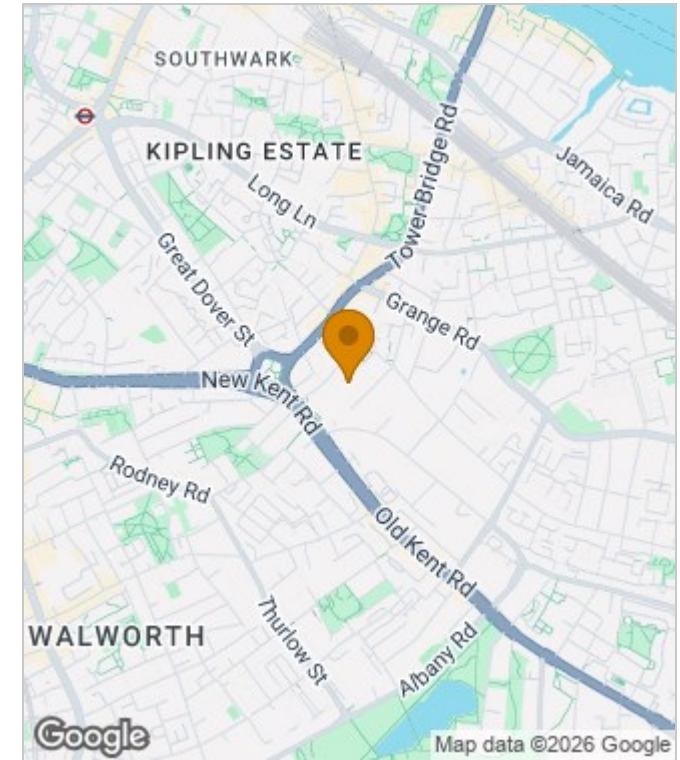 SOUTHWARK
KIPLING ESTATE
Tower Bridge Rd
Jamaica Rd
Long Ln
Great Dover St
Grange Rd
New Kent Rd
Rodney Rd
Old Kent Rd
WALWORTH
Thurlow St
Albany Rd
Google
Map data ©2026 Google